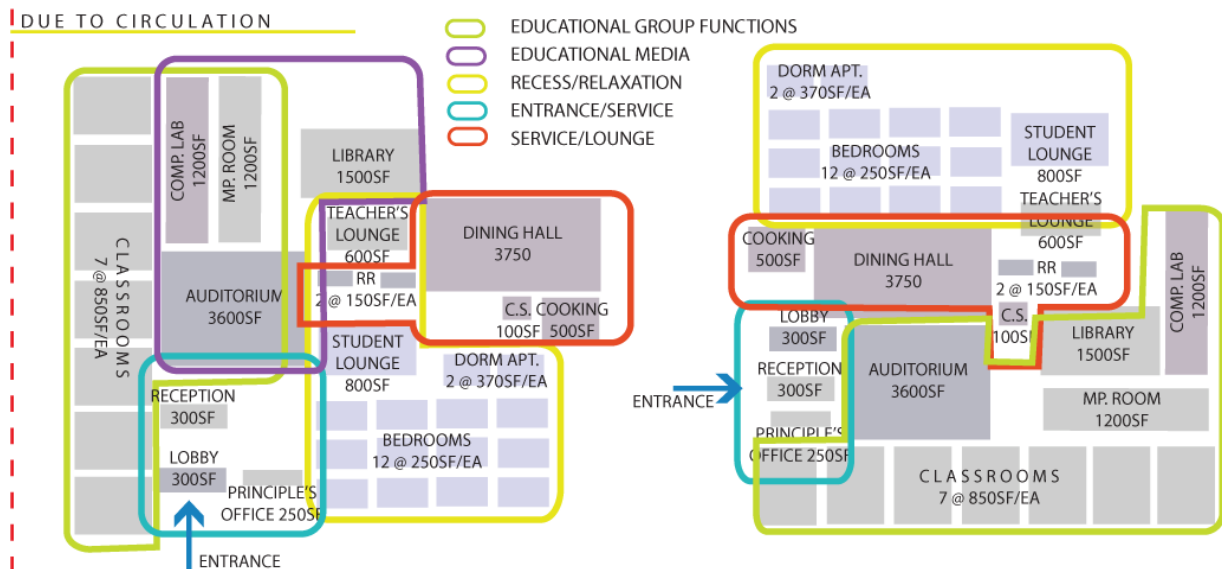 DUE TO CIRCULATION
EDUCATIONAL GROUP FUNCTIONS
EDUCATIONAL MEDIA
RECESS/RELAXATION
ENTRANCE/SERVICE
SERVICE/LOUNGE
COMP. LAB
1200SF
MP. ROOM
1200SF
LIBRARY
1500SF
TEACHER'S
LOUNGE
600SF
DINING HALL
3750
CLASSROOMS
7 @ 850SF/EA
AUDITORIUM
3600SF
RR
2 @ 150SF/EA
C.S.
100SF
COOKING
500SF
STUDENT
LOUNGE
800SF
DORM APT.
2 @ 370SF/EA
RECEPTION
300SF
BEDROOMS
12 @ 250SF/EA
LOBBY
300SF
PRINCIPLE'S
OFFICE 250SF
ENTRANCE
DORM APT.
2 @ 370SF/EA
BEDROOMS
12 @ 250SF/EA
STUDENT
LOUNGE
800SF
TEACHER'S
LOUNGE
600SF
COOKING
500SF
DINING HALL
3750
RR
2 @ 150SF/EA
COMP. LAB
1200SF
LOBBY
300SF
C.S.
100SF
LIBRARY
1500SF
RECEPTION
300SF
AUDITORIUM
3600SF
ENTRANCE
MP. ROOM
1200SF
PRINCIPLE'S
OFFICE 250SF
CLASSROOMS
7 @ 850SF/EA